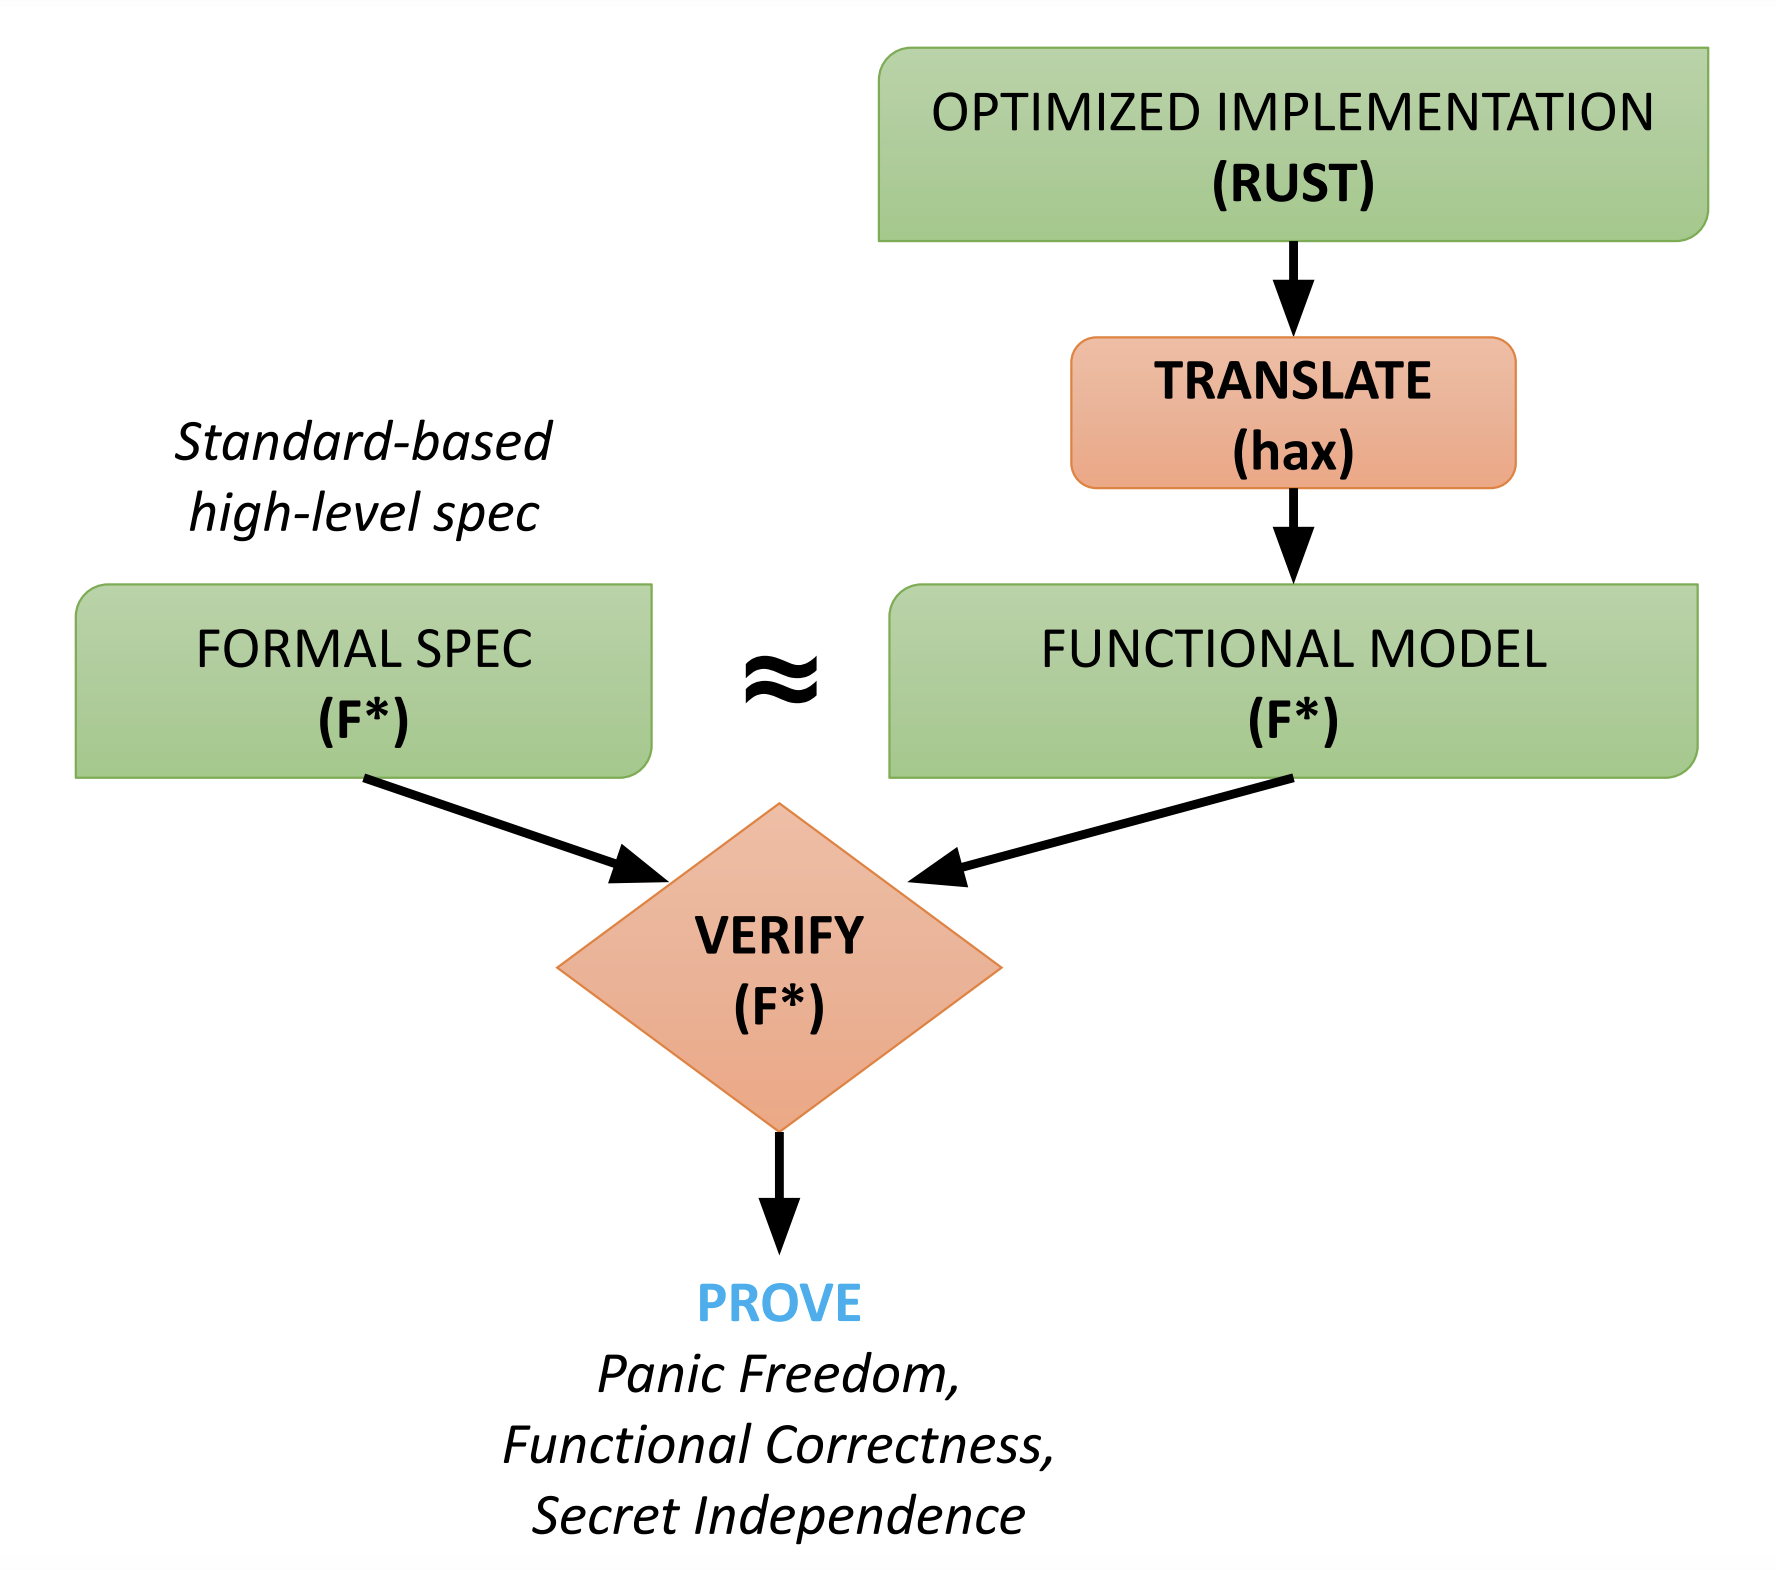 OPTIMIZED IMPLEMENTATION
(RUST)
TRANSLATE
(hax)
Standard-based
high-level spec
FORMAL SPEC
(F*)
≈
FUNCTIONAL MODEL
(F*)
VERIFY
(F*)
PROVE
Panic Freedom,
Functional Correctness,
Secret Independence